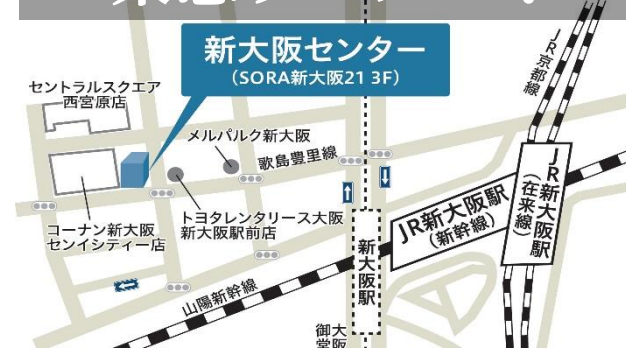 新大阪センター
（SORA新大阪21 3F）
JR京都線
セントラルスクエア
西宮原店
メルパルク新大阪
歌島豊里線
コーナン新大阪
センイシティー店
トヨタレンタリース大阪
新大阪駅前店
JR新大阪駅
（新幹線）
JR新大阪駅
（在来線）
新大阪駅
山陽新幹線
御堂
大阪